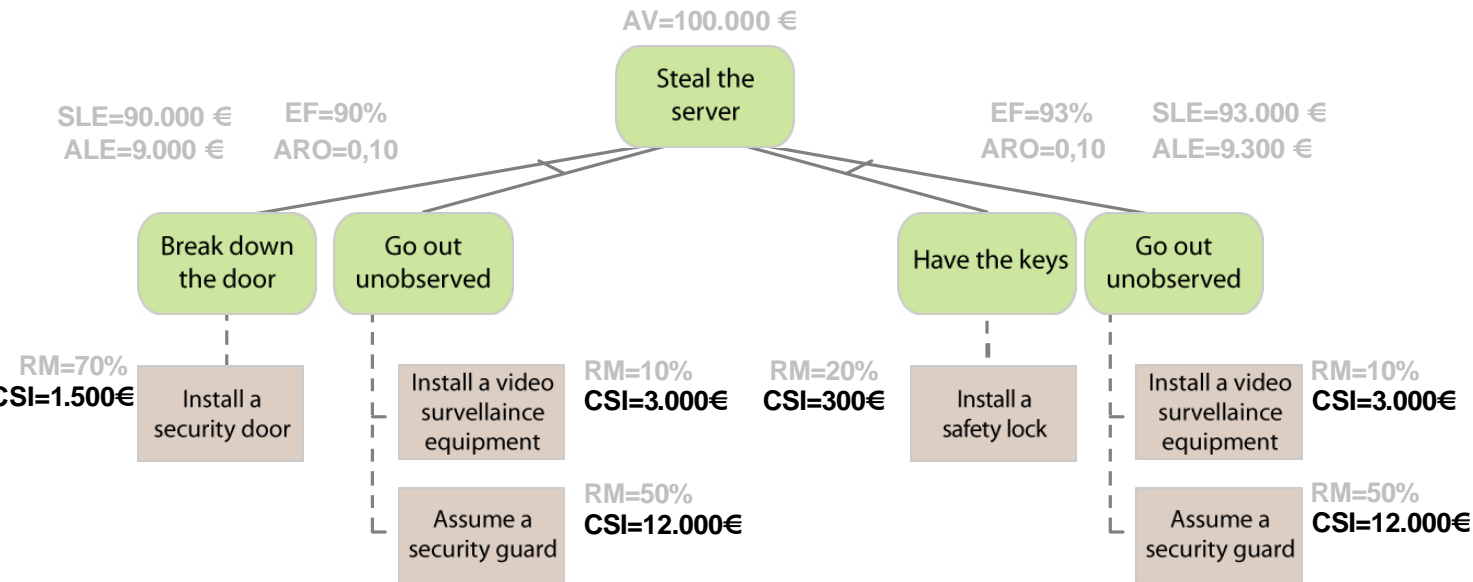 AV=100.000 €
Steal the
server
SLE=90.000 € EF=90%
ALE=9.000 € ARO=0,10
EF=93% SLE=93.000 €
ARO=0,10 ALE=9.300 €
Break down
the door
Go out
unobserved
Have the keys
Go out
unobserved
RM=70%
CSI=1.500€
Install a
security door
Install a video
survellaince
equipment
RM=10%
CSI=3.000€
RM=20%
CSI=300€
Install a
safety lock
Install a video
survellaince
equipment
RM=10%
CSI=3.000€
Assume a
security guard
RM=50%
CSI=12.000€
Assume a
security guard
RM=50%
CSI=12.000€